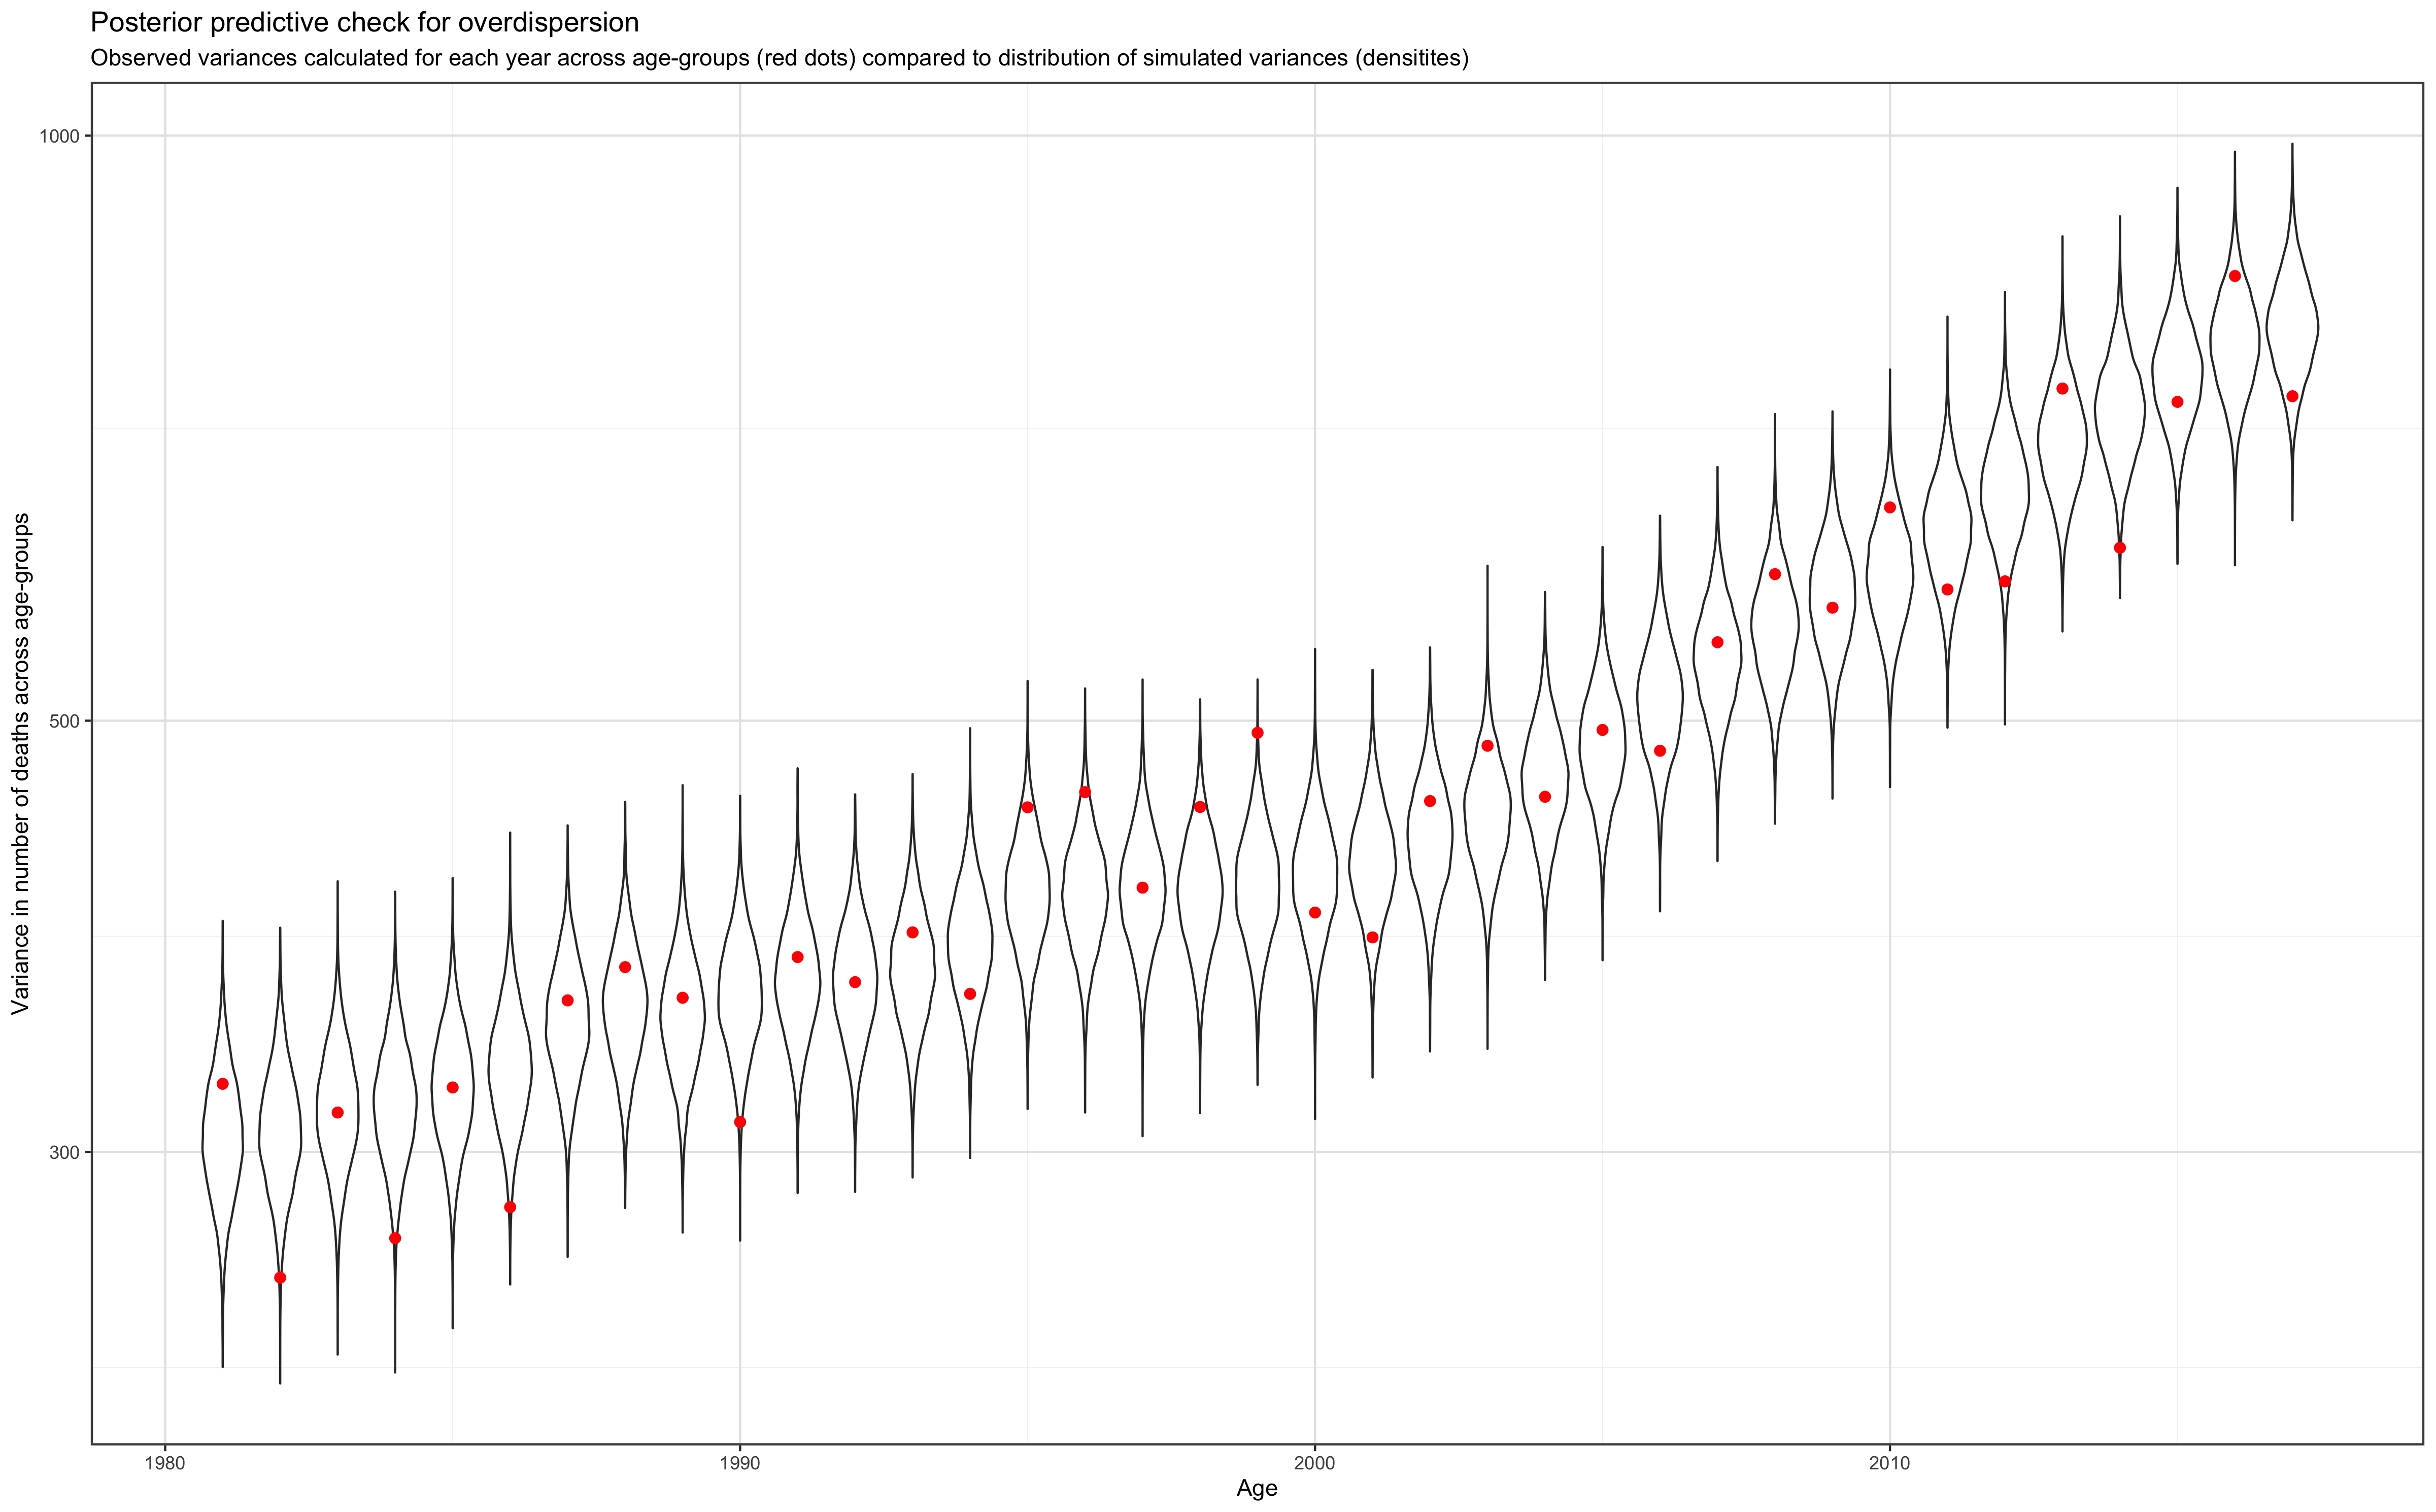 Posterior predictive check for overdispersion
Observed variances calculated for each year across age-groups (red dots) compared to distribution of simulated variances (densitites)
Variance in number of deaths across age-groups
1000
500
300
1980
1990
2000
2010
Age